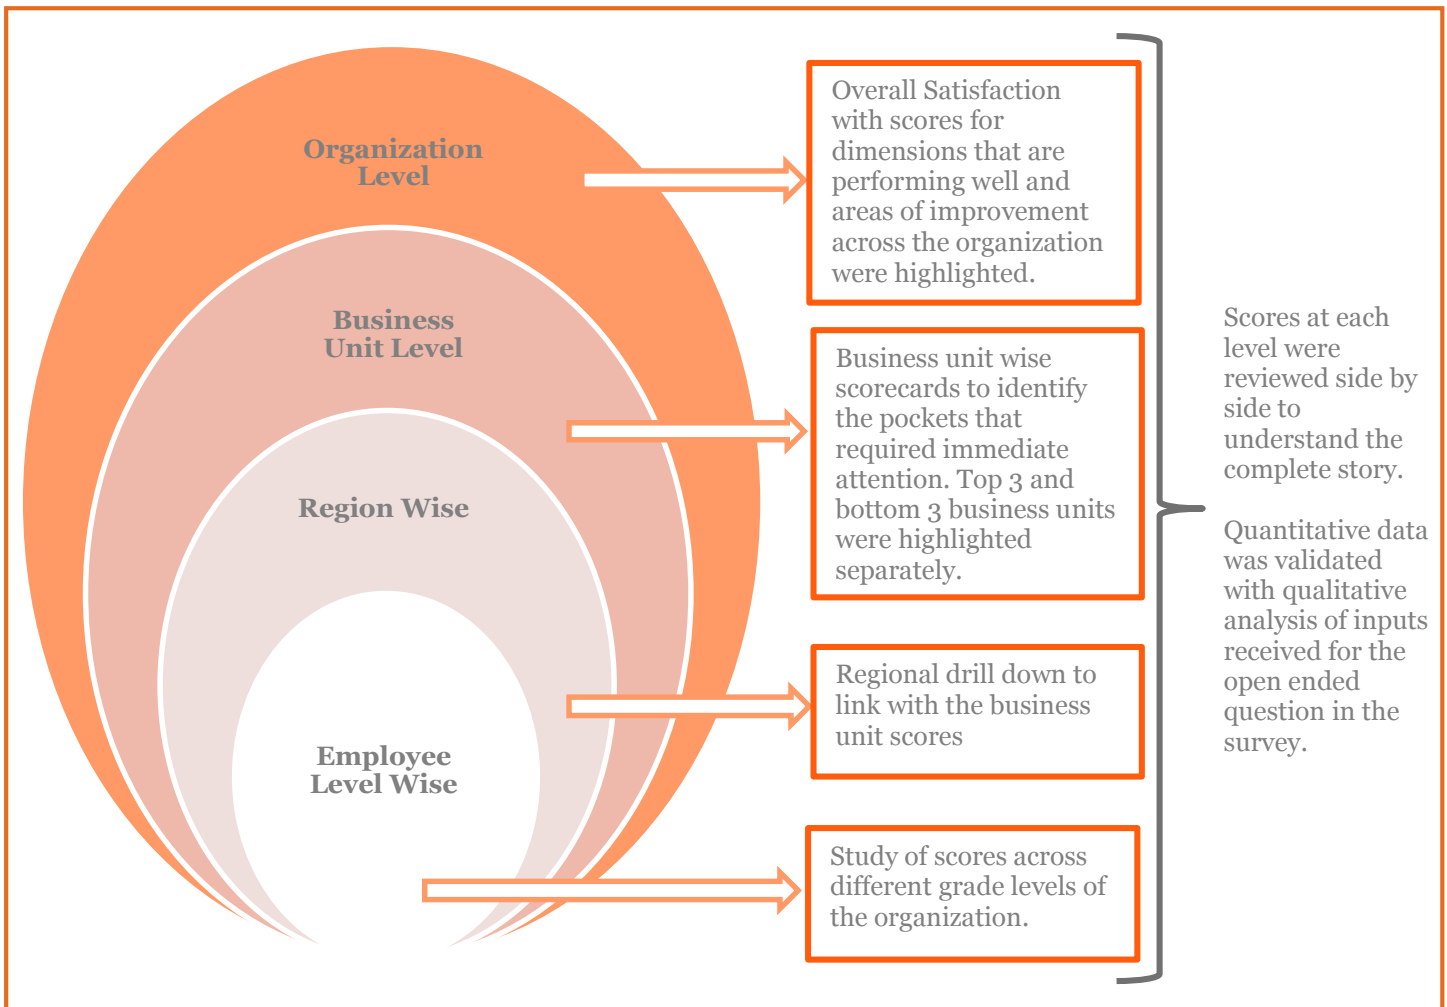 Organization
Level
Overall Satisfaction
with scores for
dimensions that are
performing well and
areas of improvement
across the organization
were highlighted.
Business
Unit Level
Business unit wise
scorecards to identify
the pockets that
required immediate
attention. Top 3 and
bottom 3 business units
were highlighted
separately.
Region Wise
Regional drill down to
link with the business
unit scores
Employee
Level Wise
Study of scores across
different grade levels of
the organization.
Scores at each
level were
reviewed side by
side to
understand the
complete story.
Quantitative data
was validated
with qualitative
analysis of inputs
received for the
open ended
question in the
survey.